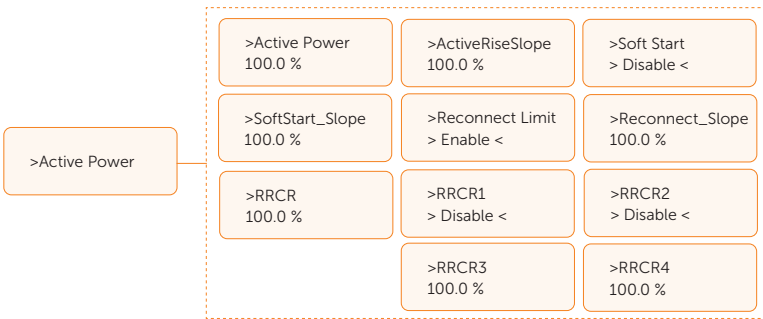 >Active Power
>Active Power
100.0 %
>ActiveRiseSlope
100.0 %
>Soft Start
> Disable <
>SoftStart_Slope
100.0 %
>Reconnect Limit
> Enable <
>Reconnect_Slope
100.0 %
>RRCR
100.0 %
>RRCR1
> Disable <
>RRCR2
> Disable <
>RRCR3
100.0 %
>RRCR4
100.0 %